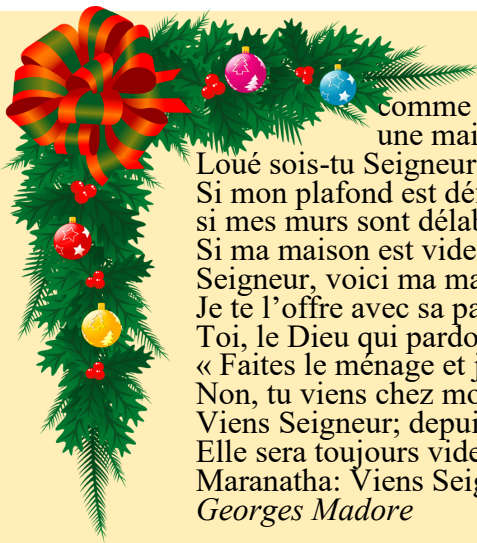 comme
une mai
Loué sois-tu Seigneur
Si mon plafond est déf
si mes murs sont délab
Si ma maison est vide
Seigneur, voici ma ma
Je te l’offre avec sa pa
Toi, le Dieu qui pardo
« Faites le ménage et j
Non, tu viens chez mo
Viens Seigneur; depui
Elle sera toujours vide
Maranatha: Viens Seig
Georges Madore